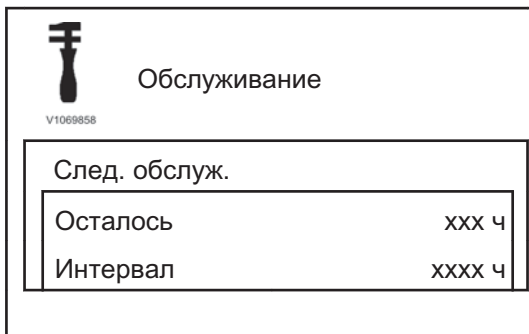 V1069858
Обслуживание
След. обслуж.
Осталось xxx ч
Интервал xxxx ч